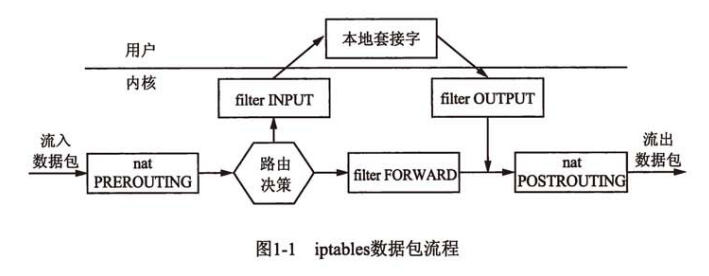 本地套接字
用户
内核
filter INPUT
filter OUTPUT
流入
数据包
nat
PREROUTING
路由
决策
filter FORWARD
nat
POSTROUTING
流出
数据包
图1-1 iptables数据包流程